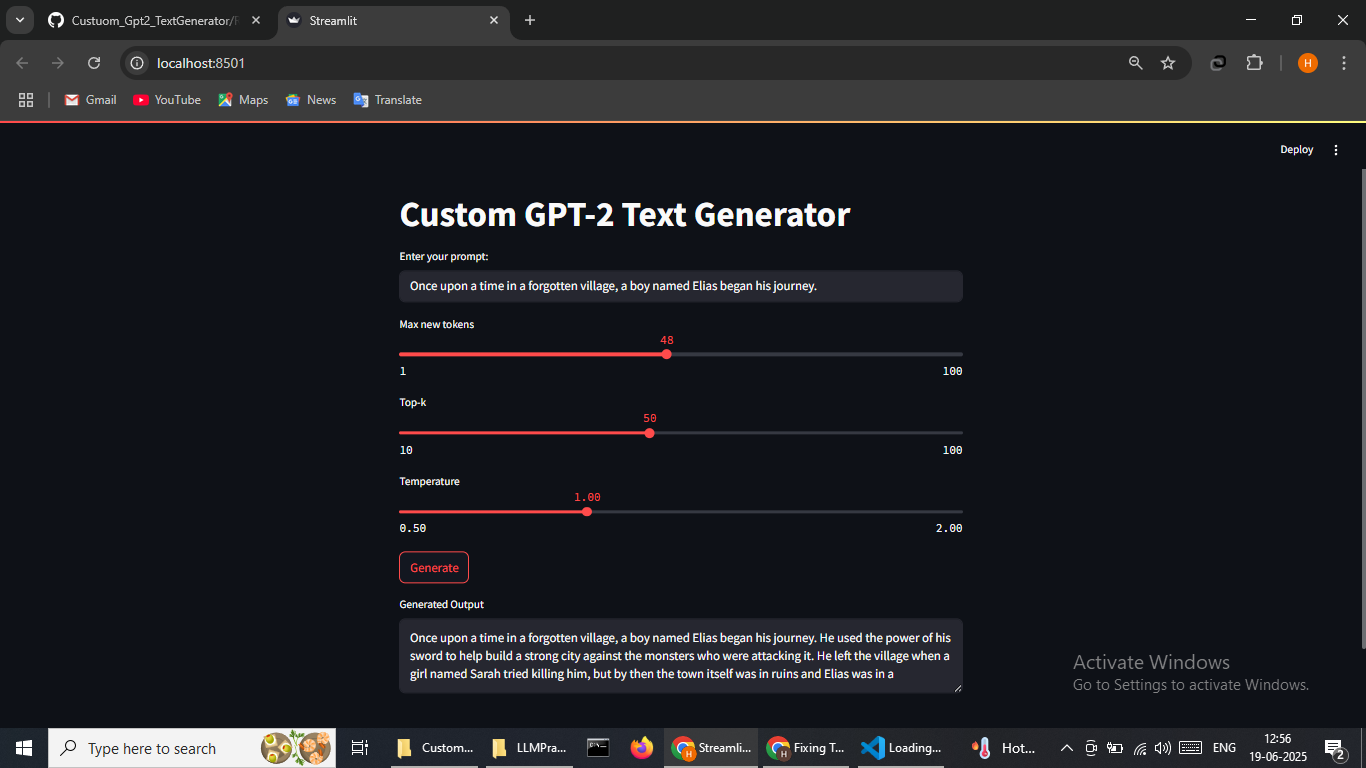 Custuom_Gpt2_TextGenerator/R
Streamlit
localhost:8501
H
Gmail
YouTube
Maps
News
Translate
Deploy
Custom GPT-2 Text Generator
Enter your prompt:
Once upon a time in a forgotten village, a boy named Elias began his journey.
Max new tokens
48
1
100
Top-k
50
10
100
Temperature
1.00
0.50
2.00
Generate
Generated Output
Once upon a time in a forgotten village, a boy named Elias began his journey. He used the power of his
sword to help build a strong city against the monsters who were attacking it. He left the village when a
girl named Sarah tried killing him, but by then the town itself was in ruins and Elias was in a
Activate Windows
Go to Settings to activate Windows.
Type here to search
Custom...
LLMPra...
Streamli...
Fixing T...
Loading...
Hot...
ENG
12:56
19-06-2025
2